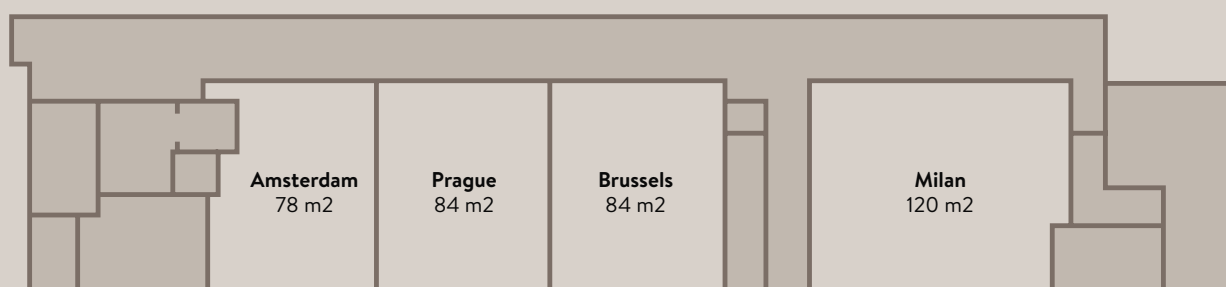 Amsterdam
78 m2
Prague
84 m2
Brussels
84 m2
Milan
120 m2